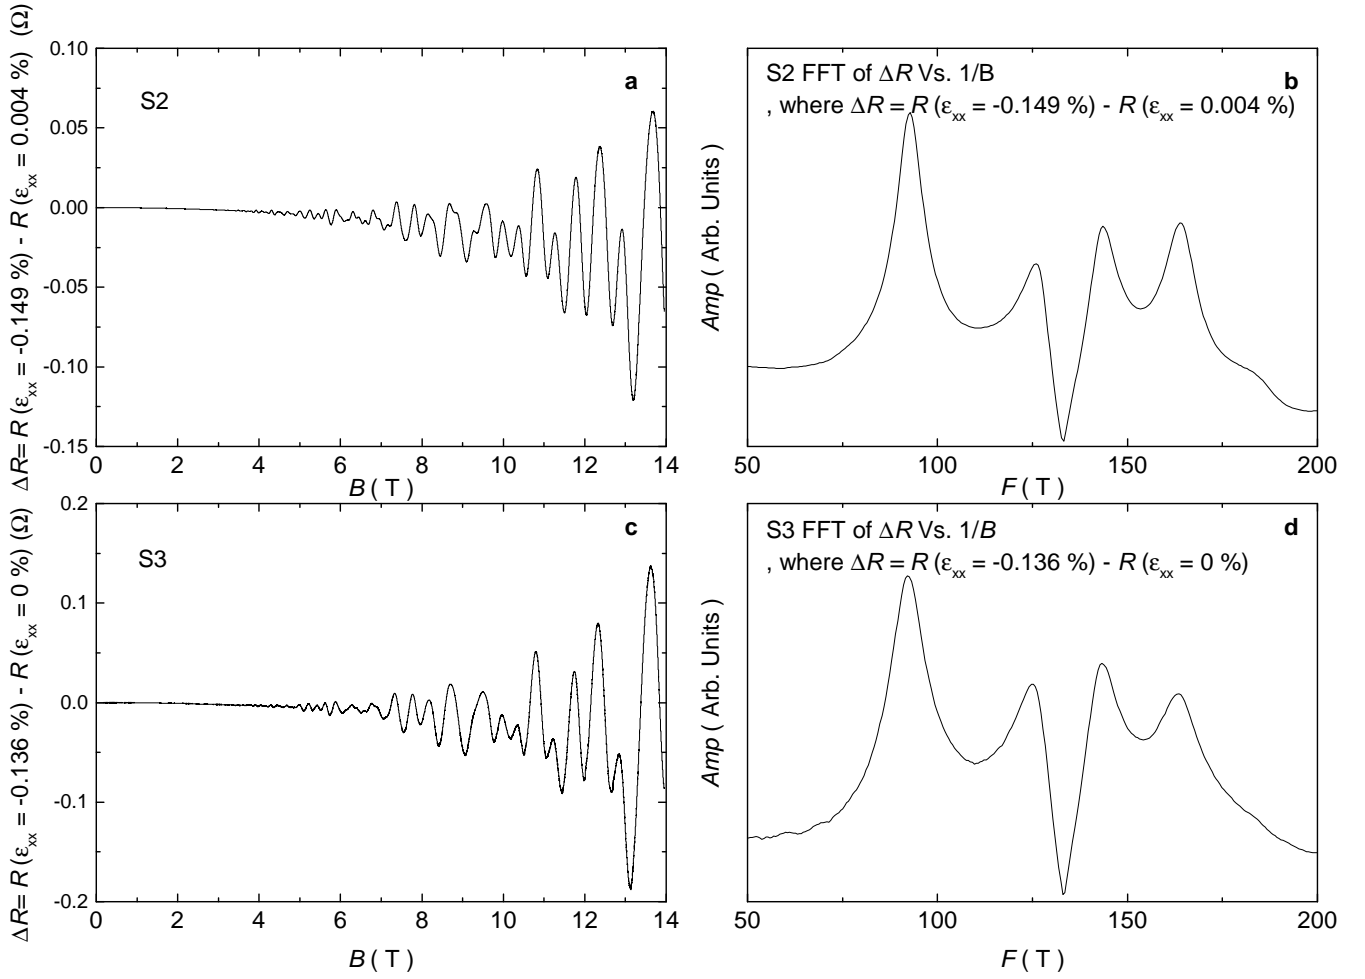 ΔR= R (εxx = -0.149 %) - R (εxx = 0.004 %) (Ω)
0.10
0.05
0.00
-0.05
-0.10
-0.15
S2
a
0 2 4 6 8 10 12 14
B ( T )
S2 FFT of ΔR Vs. 1/B
, where ΔR = R (εxx = -0.149 %) - R (εxx = 0.004 %)
b
Amp ( Arb. Units )
50 100 150 200
F ( T )
ΔR= R (εxx = -0.136 %) - R (εxx = 0 %) (Ω)
0.2
0.1
0.0
-0.1
-0.2
S3
c
0 2 4 6 8 10 12 14
B ( T )
S3 FFT of ΔR Vs. 1/B
, where ΔR = R (εxx = -0.136 %) - R (εxx = 0 %)
d
Amp ( Arb. Units )
50 100 150 200
F ( T )